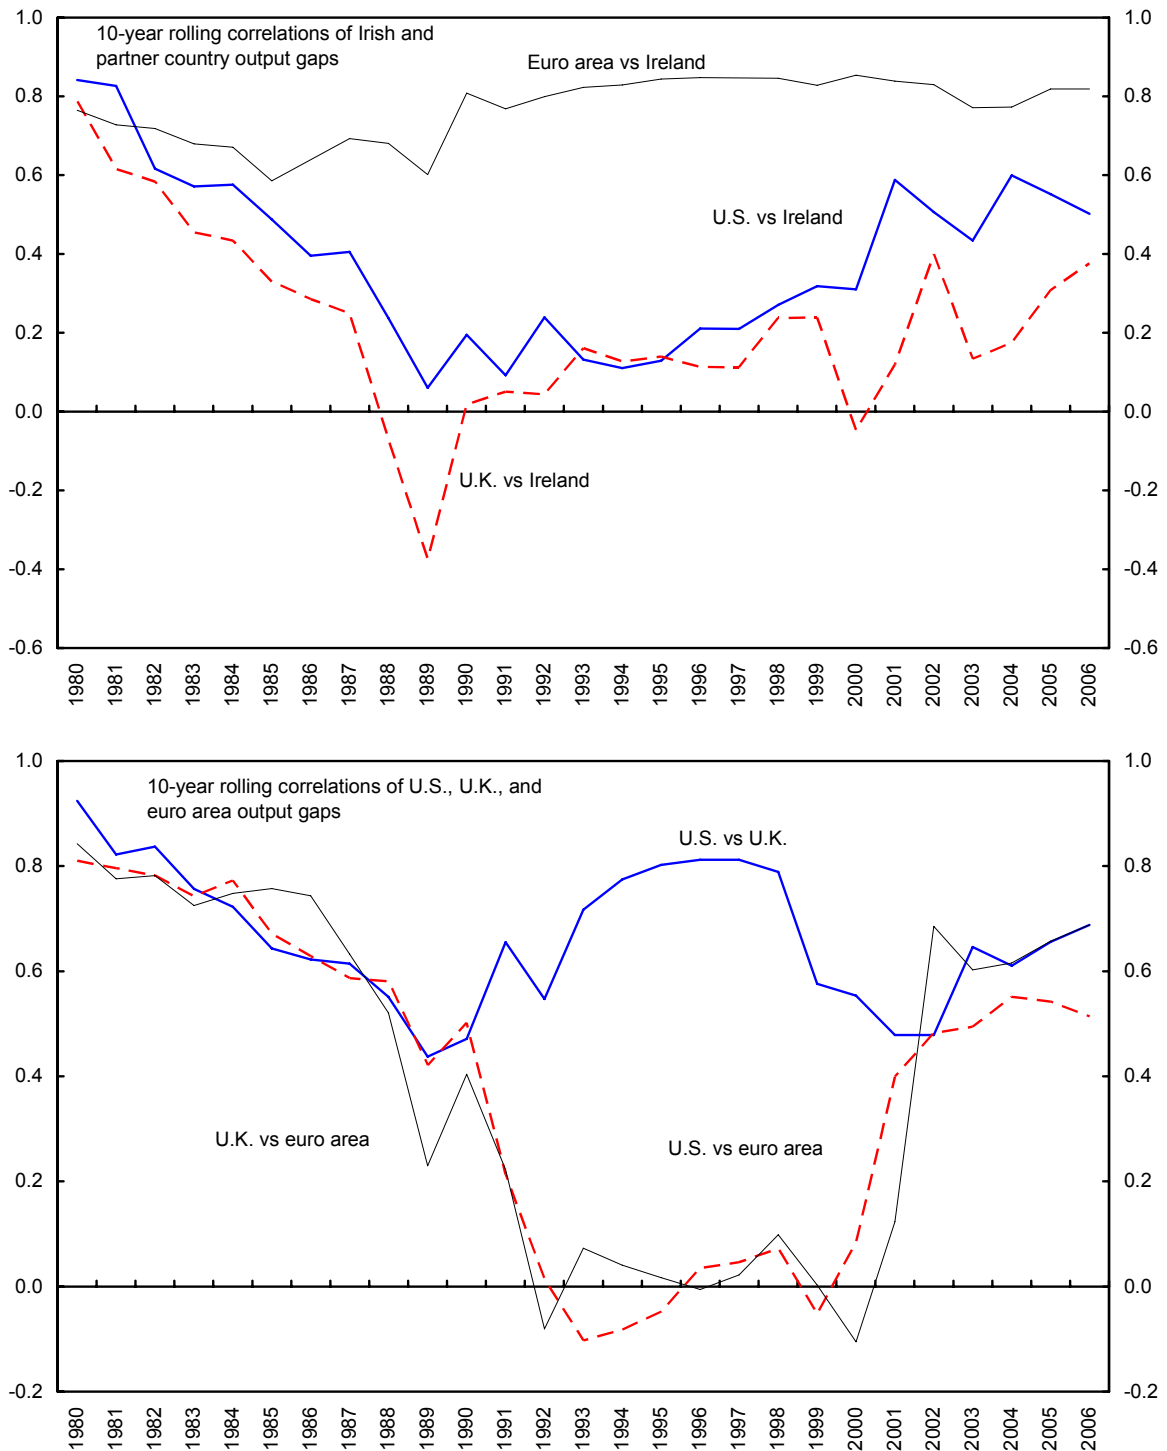 1.0 1.0
10-year rolling correlations of Irish and
partner country output gaps
Euro area vs Ireland
0.8 0.8
0.6 0.6
U.S. vs Ireland
0.4 0.4
0.2 0.2
0.0 0.0
U.K. vs Ireland
-0.2 -0.2
-0.4 -0.4
-0.6 -0.6
1980 1981 1982 1983 1984 1985 1986 1987 1988 1989 1990 1991 1992 1993 1994 1995 1996 1997 1998 1999 2000 2001 2002 2003 2004 2005 2006
1.0 1.0
10-year rolling correlations of U.S., U.K., and
euro area output gaps
U.S. vs U.K.
0.8 0.8
0.6 0.6
0.4 0.4
U.K. vs euro area
U.S. vs euro area
0.2 0.2
0.0 0.0
-0.2 -0.2
1980 1981 1982 1983 1984 1985 1986 1987 1988 1989 1990 1991 1992 1993 1994 1995 1996 1997 1998 1999 2000 2001 2002 2003 2004 2005 2006